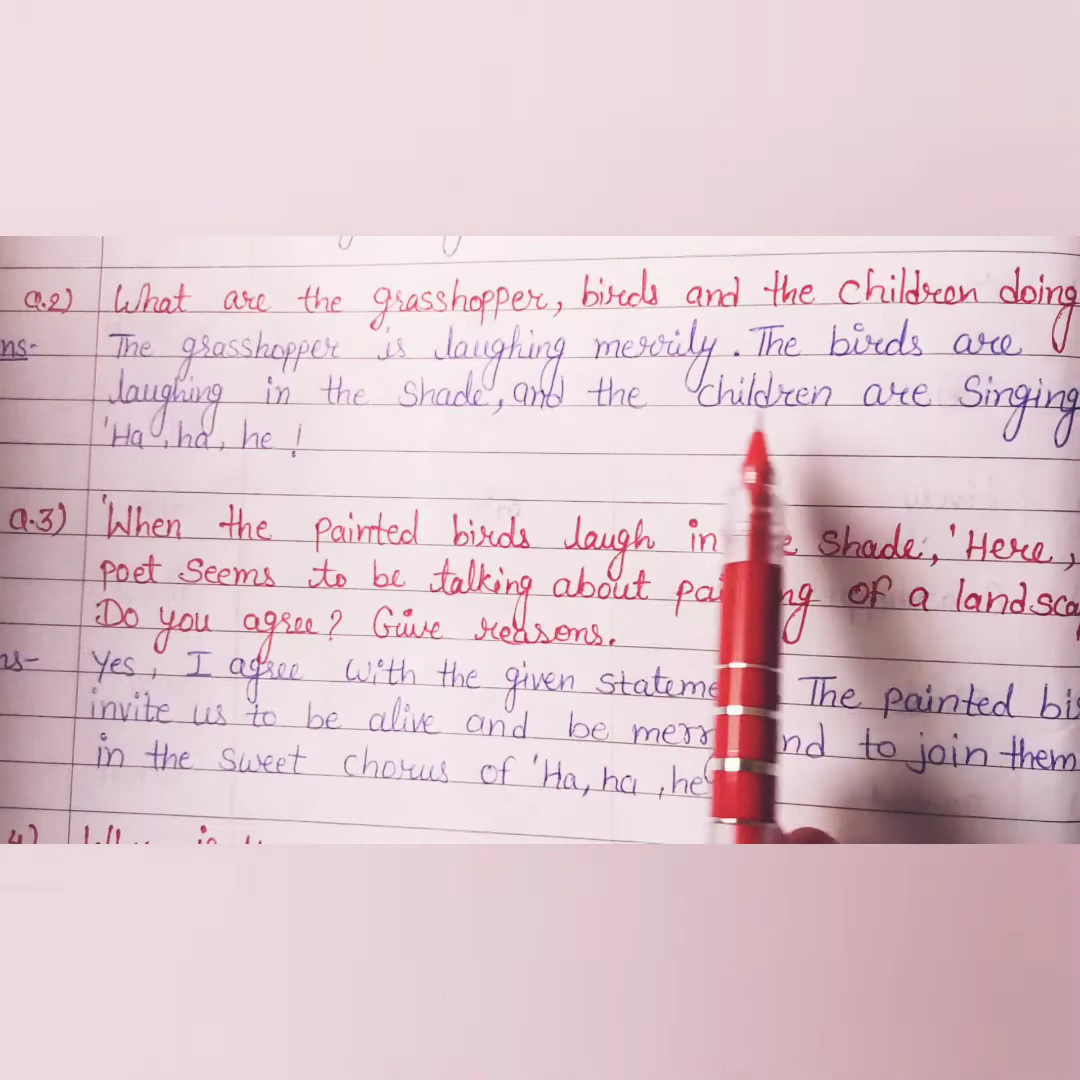 Q.2) What are the grasshopper, birds and the children doing
ns- The grasshopper is laughing merrily. The birds are
laughing in the shade, and the children are Singing
'Ha, ha, he!
Q.3) 'When the painted birds laugh in shade,' Here,
poet seems to be talking about of a landsca
Do you agree? Give reasons.
ns- Yes, I agree with the given The painted
invite us to be alive and be to join them
in the sweet chorus of 'Ha, ha, he'
4)